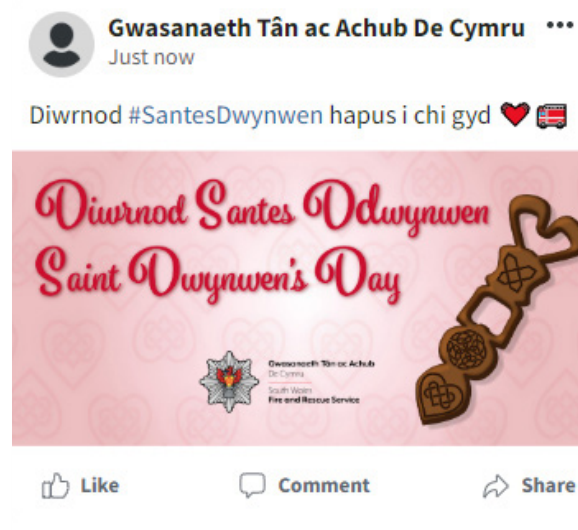 Gwasanaeth Tân ac Achub De Cymru
Just now
Diwrnod #SantesDwynwen hapus i chi gyd
Diwrnod Santes Ddwynwen
Saint Dwynwen's Day
Gwasanaeth Tân ac Achub
De Cymru
South Wales
Fire and Rescue Service
Like
Comment
Share